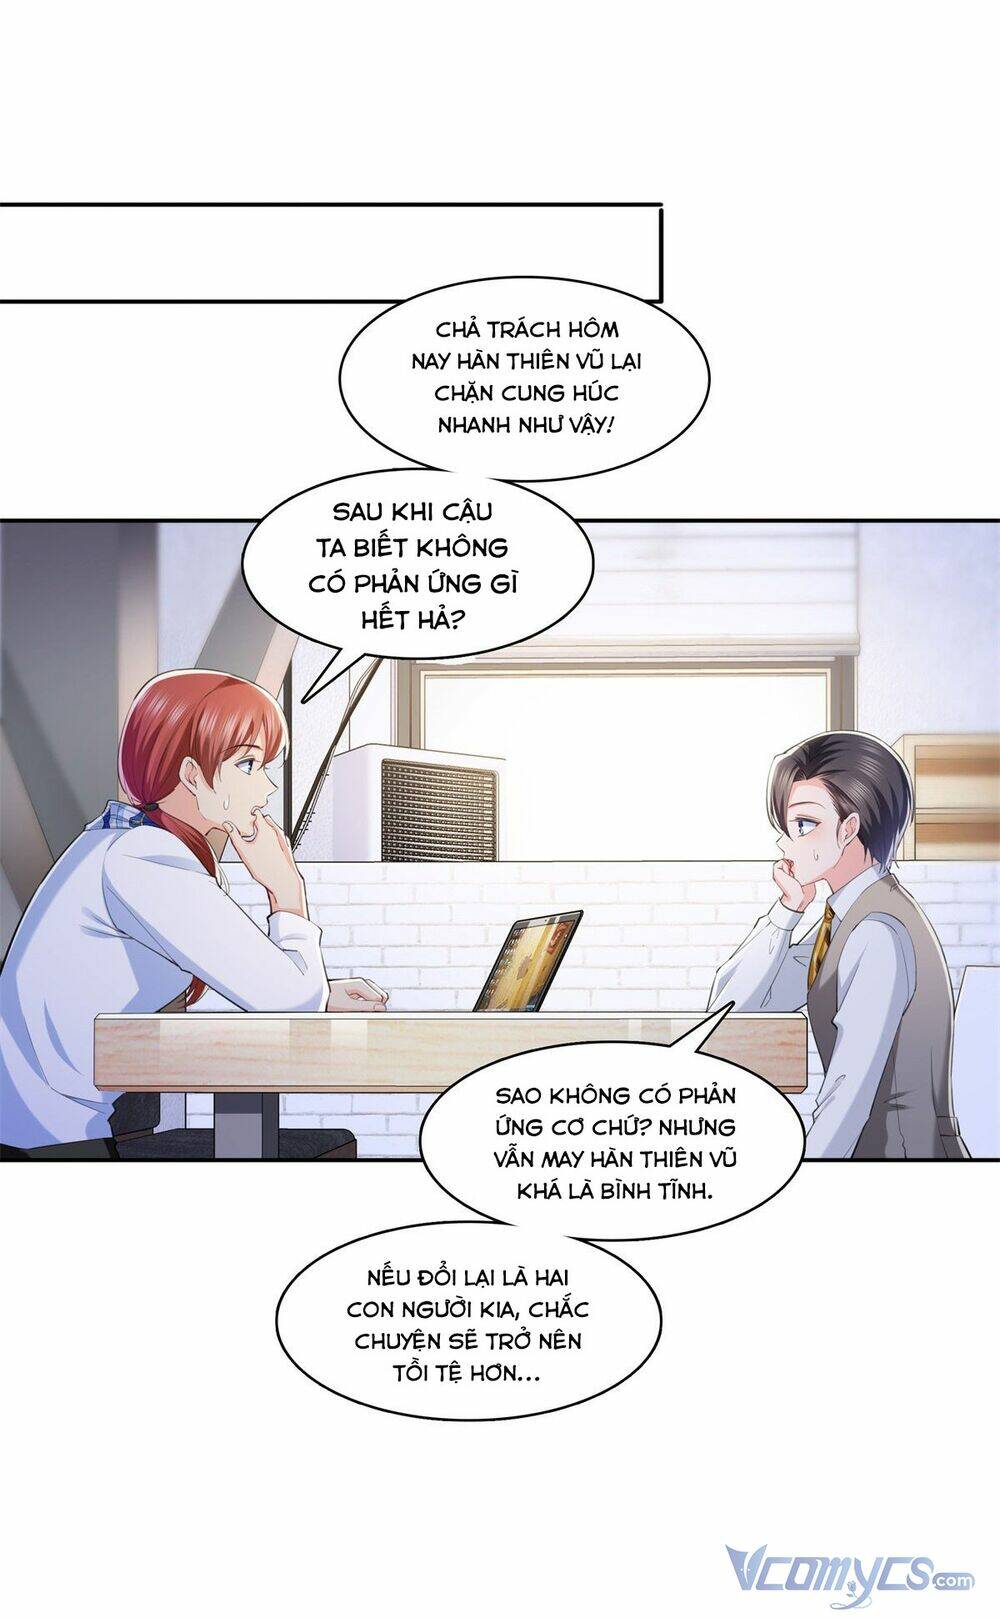 CHẢ TRÁCH HÔM
NAY HÀN THIÊN VŨ LẠI
CHẶN CUNG HÚC
NHANH NHƯ VẬY!
SAU KHI CẬU
TA BIẾT KHÔNG
CÓ PHẢN ỨNG GÌ
HẾT HẢ?
SAO KHÔNG CÓ PHẢN
ỨNG CƠ CHỨ? NHƯNG
VẪN MAY HÀN THIÊN VŨ
KHÁ LÀ BÌNH TĨNH.
NẾU ĐỔI LẠI LÀ HAI
CON NGƯỜI KIA, CHẮC
CHUYỆN SẼ TRỞ NÊN
TỒI TỆ HƠN...
VCOMYCS.com